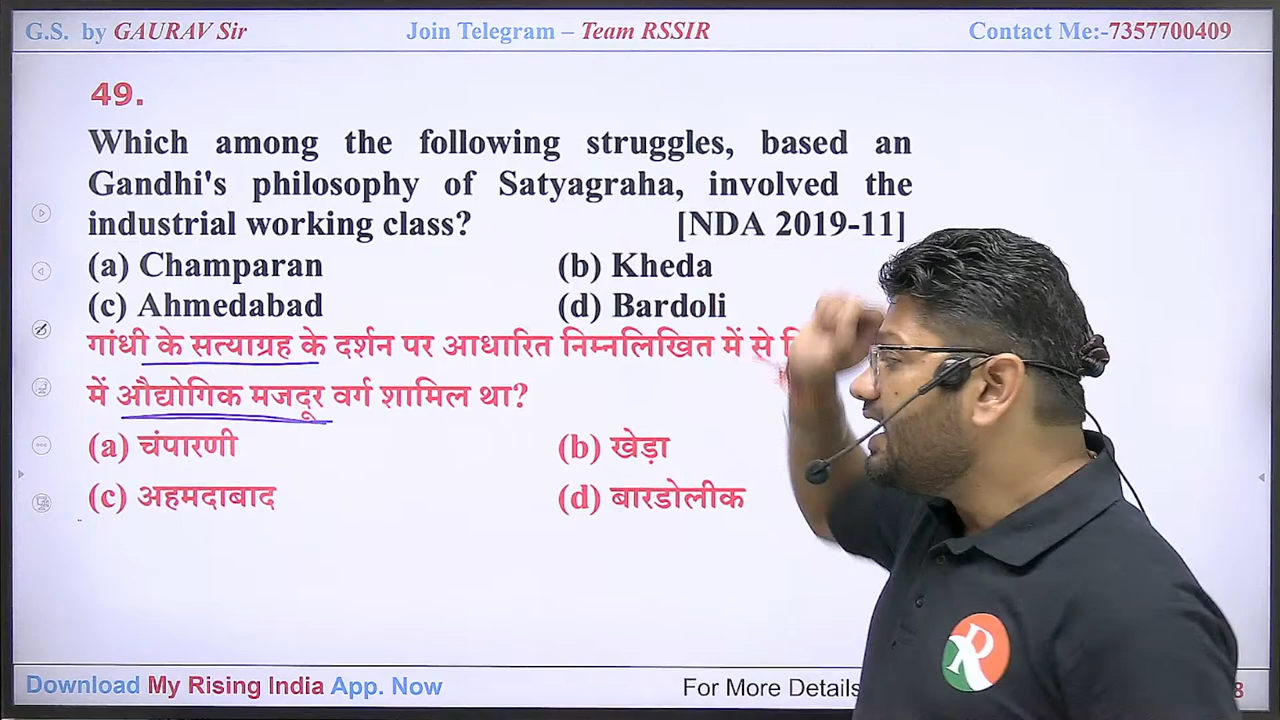 G.S. by GAURAV Sir
Join Telegram – Team RSSIR
Contact Me:-7357700409
49.
Which among the following struggles, based an
Gandhi's philosophy of Satyagraha, involved the
industrial working class? [NDA 2019-11]
(a) Champaran (b) Kheda
(c) Ahmedabad (d) Bardoli
गांधी के सत्याग्रह के दर्शन पर आधारित निम्नलिखित में से
में औद्योगिक मजदूर वर्ग शामिल था?
(a) चंपारणी (b) खेड़ा
(c) अहमदाबाद (d) बारडोलीक
Download My Rising India App. Now
For More Details
R